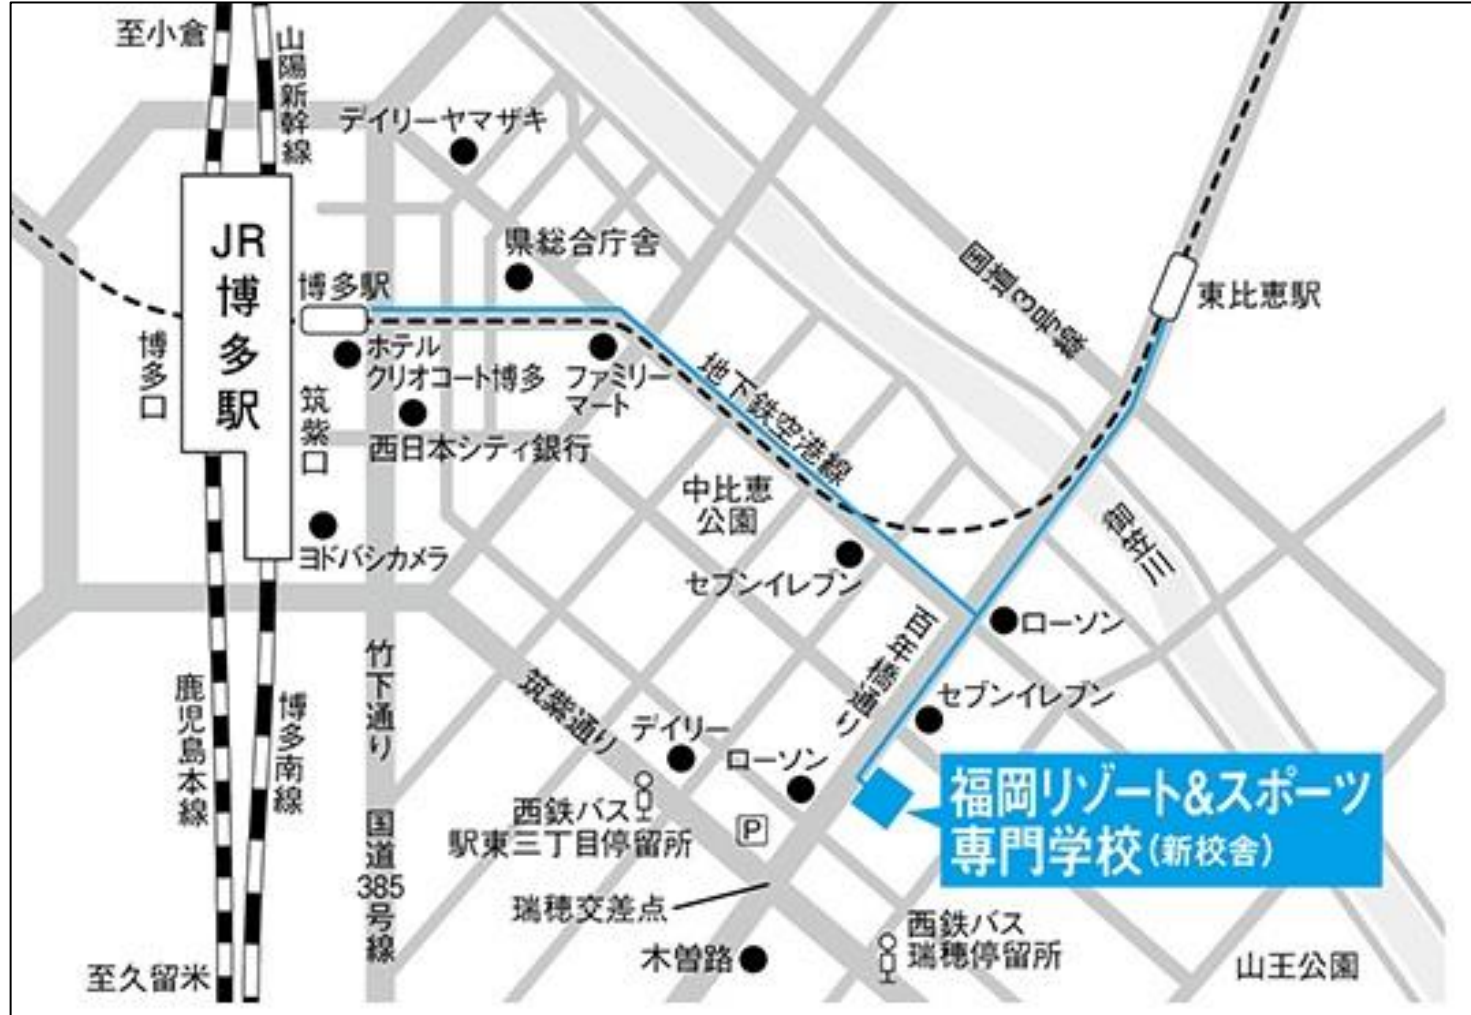 至小倉
山陽新幹線
デイリーヤマザキ
県総合庁舎
JR博多駅
博多駅
博多口
筑紫口
ホテル
クリオコート博多
ファミリー
マート
西日本シティ銀行
ヨドバシカメラ
国道3号線
東比恵駅
地下鉄空港線
中比恵
公園
セブンイレブン
御笠川
ローソン
百年橋通り
セブンイレブン
鹿児島本線
博多南線
竹下通り
国道385号線
筑紫通り
デイリー
ローソン
西鉄バス
駅東三丁目停留所
P
福岡リゾート&スポーツ
専門学校(新校舎)
瑞穂交差点
木曽路
西鉄バス
瑞穂停留所
山王公園
至久留米